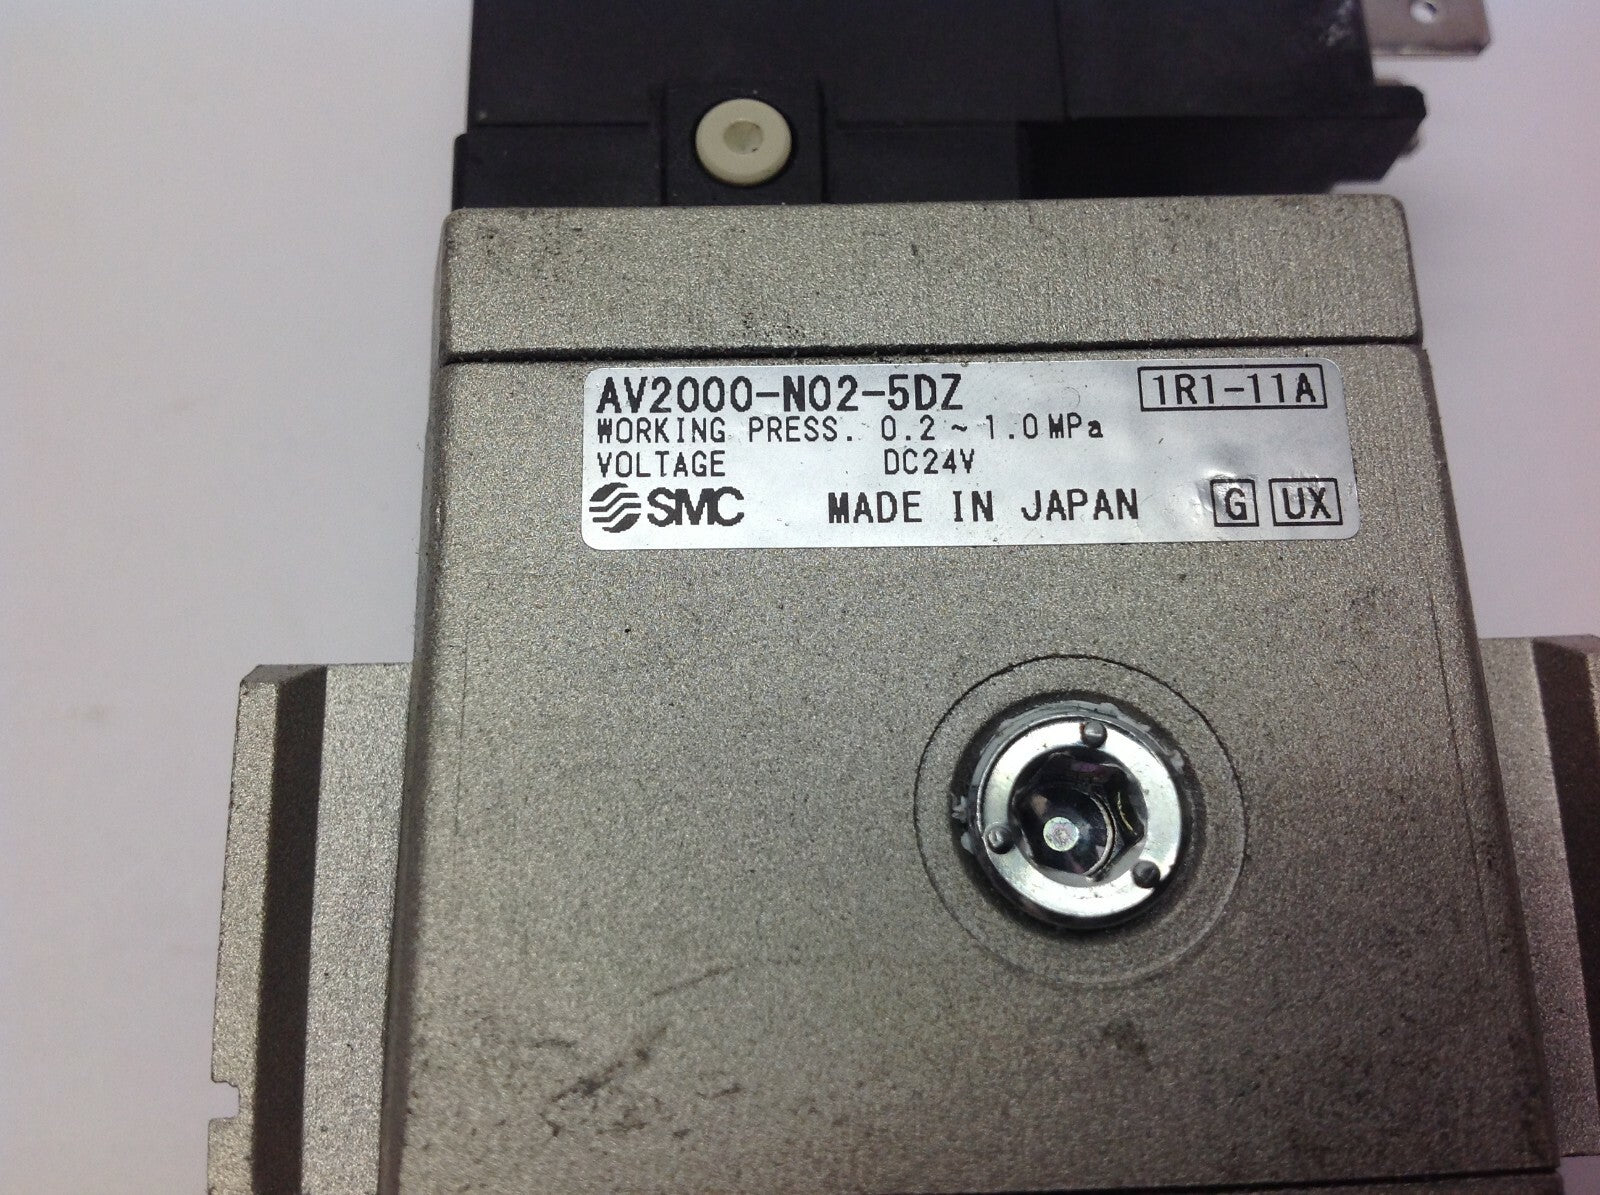 AV2000-N02-5DZ 1R1-11A
WORKING PRESS. 0.2 ~ 1.0 MPa
VOLTAGE DC24V
SMC MADE IN JAPAN G UX